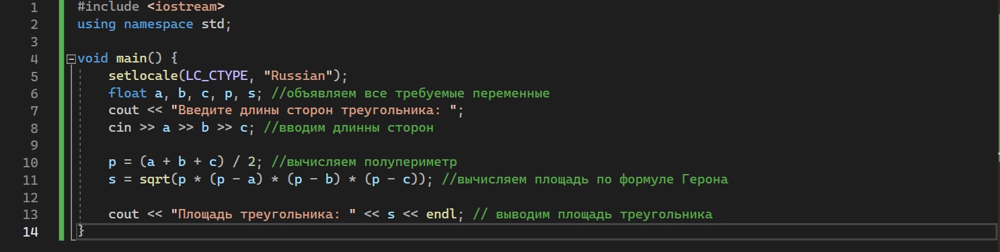 1 #include <iostream>
2 using namespace std;
3
4 void main() {
5 setlocale(LC_CTYPE, "Russian");
6 float a, b, c, p, s; //объявляем все требуемые переменные
7 cout << "Введите длины сторон треугольника: ";
8 cin >> a >> b >> c; //вводим длинны сторон
9
10 p = (a + b + c) / 2; //вычисляем полупериметр
11 s = sqrt(p * (p - a) * (p - b) * (p - c)); //вычисляем площадь по формуле Герона
12
13 cout << "Площадь треугольника: " << s << endl; // выводим площадь треугольника
14 }